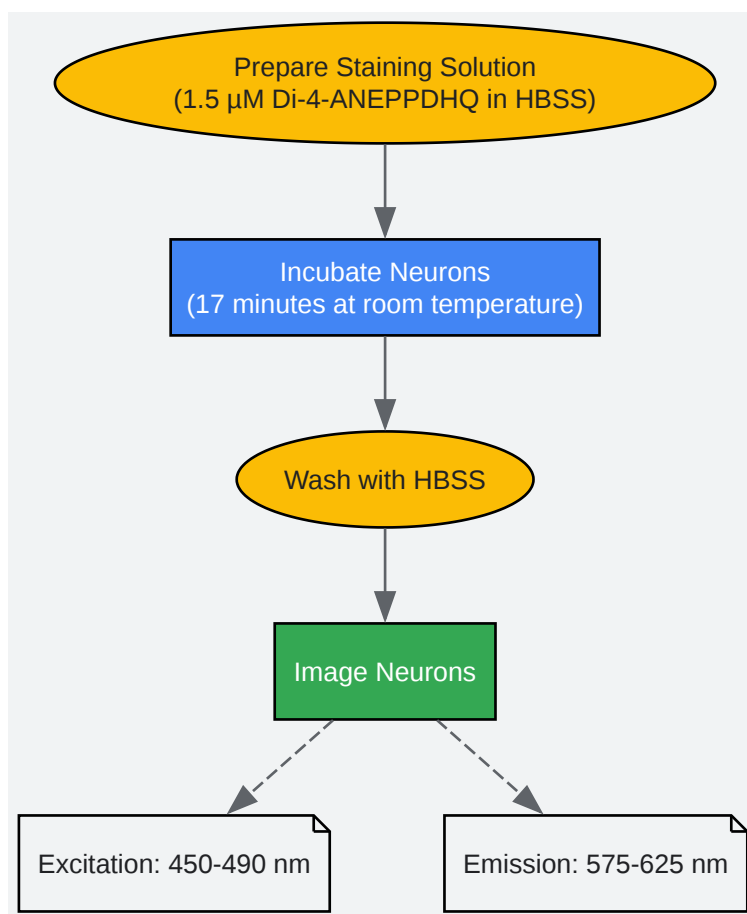 Prepare Staining Solution
(1.5 µM Di-4-ANEPPDHQ in HBSS)
Incubate Neurons
(17 minutes at room temperature)
Wash with HBSS
Image Neurons
Excitation: 450-490 nm
Emission: 575-625 nm